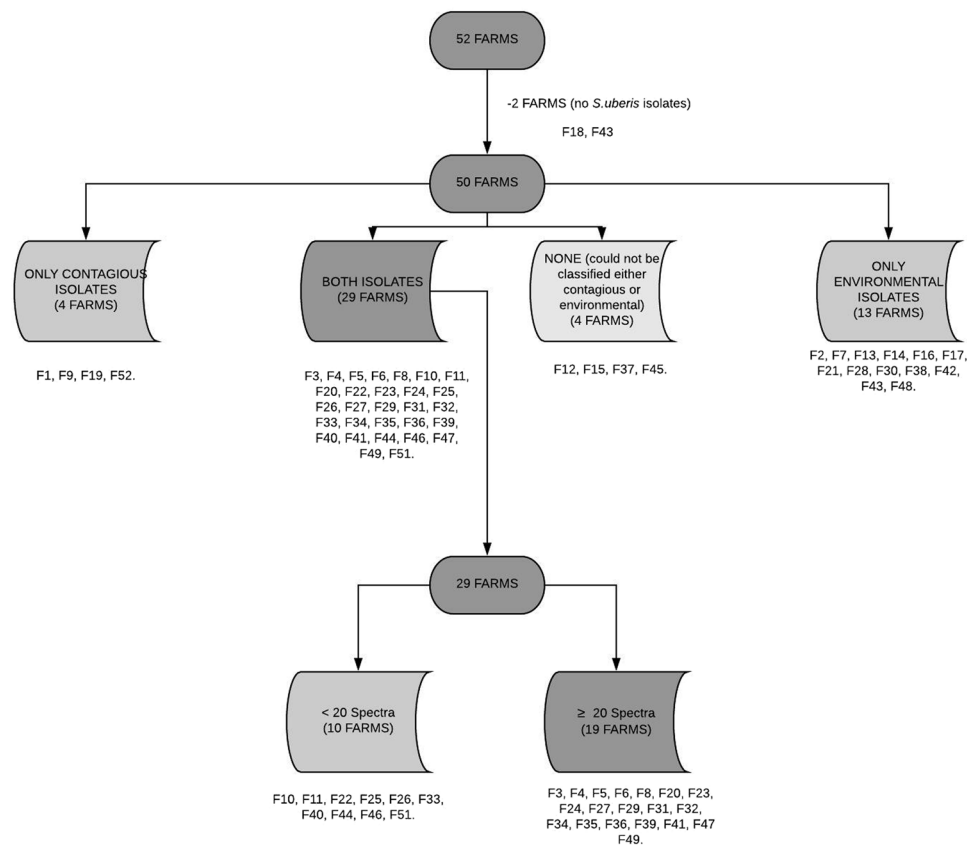 52 FARMS
-2 FARMS (no S.uberis isolates)
F18, F43
50 FARMS
ONLY CONTAGIOUS
ISOLATES
(4 FARMS)
F1, F9, F19, F52.
BOTH ISOLATES
(29 FARMS)
F3, F4, F5, F6, F8, F10, F11,
F20, F22, F23, F24, F25,
F26, F27, F29, F31, F32,
F33, F34, F35, F36, F39,
F40, F41, F44, F46, F47,
F49, F51.
NONE (could not be
classified either
contagious or
environmental)
(4 FARMS)
F12, F15, F37, F45.
ONLY
ENVIRONMENTAL
ISOLATES
(13 FARMS)
F2, F7, F13, F14, F16, F17,
F21, F28, F30, F38, F42,
F43, F48.
29 FARMS
< 20 Spectra
(10 FARMS)
F10, F11, F22, F25, F26, F33,
F40, F44, F46, F51.
≥ 20 Spectra
(19 FARMS)
F3, F4, F5, F6, F8, F20, F23,
F24, F27, F29, F31, F32,
F34, F35, F36, F39, F41, F47
F49.